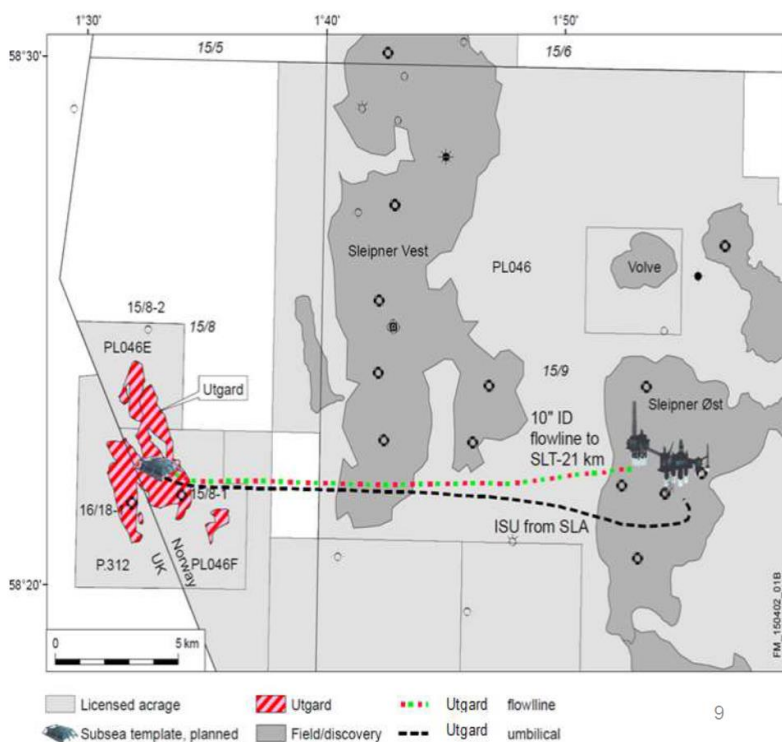 1°30'
1°40'
1°50'
58°30'
15/5
15/6
Sleipner Vest
PL046
Volve
15/8-2
15/8
PL046E
Utgard
15/9
Sleipner Øst
10" ID
flowline to
SLT-21 km
15/8-1
16/18-
ISU from SLA
P.312
UK
Norway
PL046F
58°20'
0
5 km
FM_150402_01B
Licensed acrage
Utgard
Utgard
flowlline
Subsea template, planned
Field/discovery
Utgard
umbilical
9